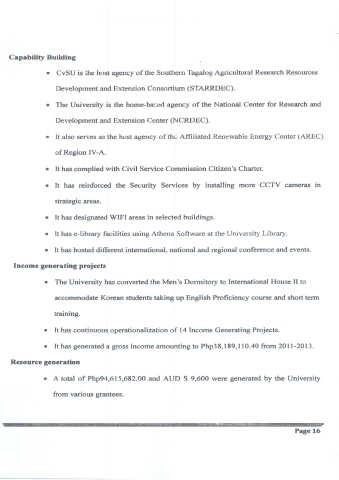 Capability Building
• CvSU is the host agency of the Southern Tagalog Agricultural Research Resources
Development and Extension Consortium (STARRDEC).
• The University is the home-based agency of the National Center for Research and
Development and Extension Center (NCRDEC).
• It also serves as the host agency of the Affiliated Renewable Energy Center (AREC)
of Region IV-A.
• It has complied with Civil Service Commission Citizen's Charter.
• It has reinforced the Security Services by installing more CCTV cameras in
strategic areas.
• It has designated WIFI areas in selected buildings.
• It has e-library facilities using Athena Software at the University Library.
• It has hosted different international, national and regional conference and events.
Income generating projects
• The University has converted the Men's Dormitory to International House II to
accommodate Korean students taking up English Proficiency course and short term
training.
• It has continuous operationalization of 14 Income Generating Projects.
• It has generated a gross income amounting to Php38,189,110.40 from 2011-2013.
Resource generation
• A total of Php94,615,682.00 and AUD S 9,600 were generated by the University
from various grantees.
Page 16